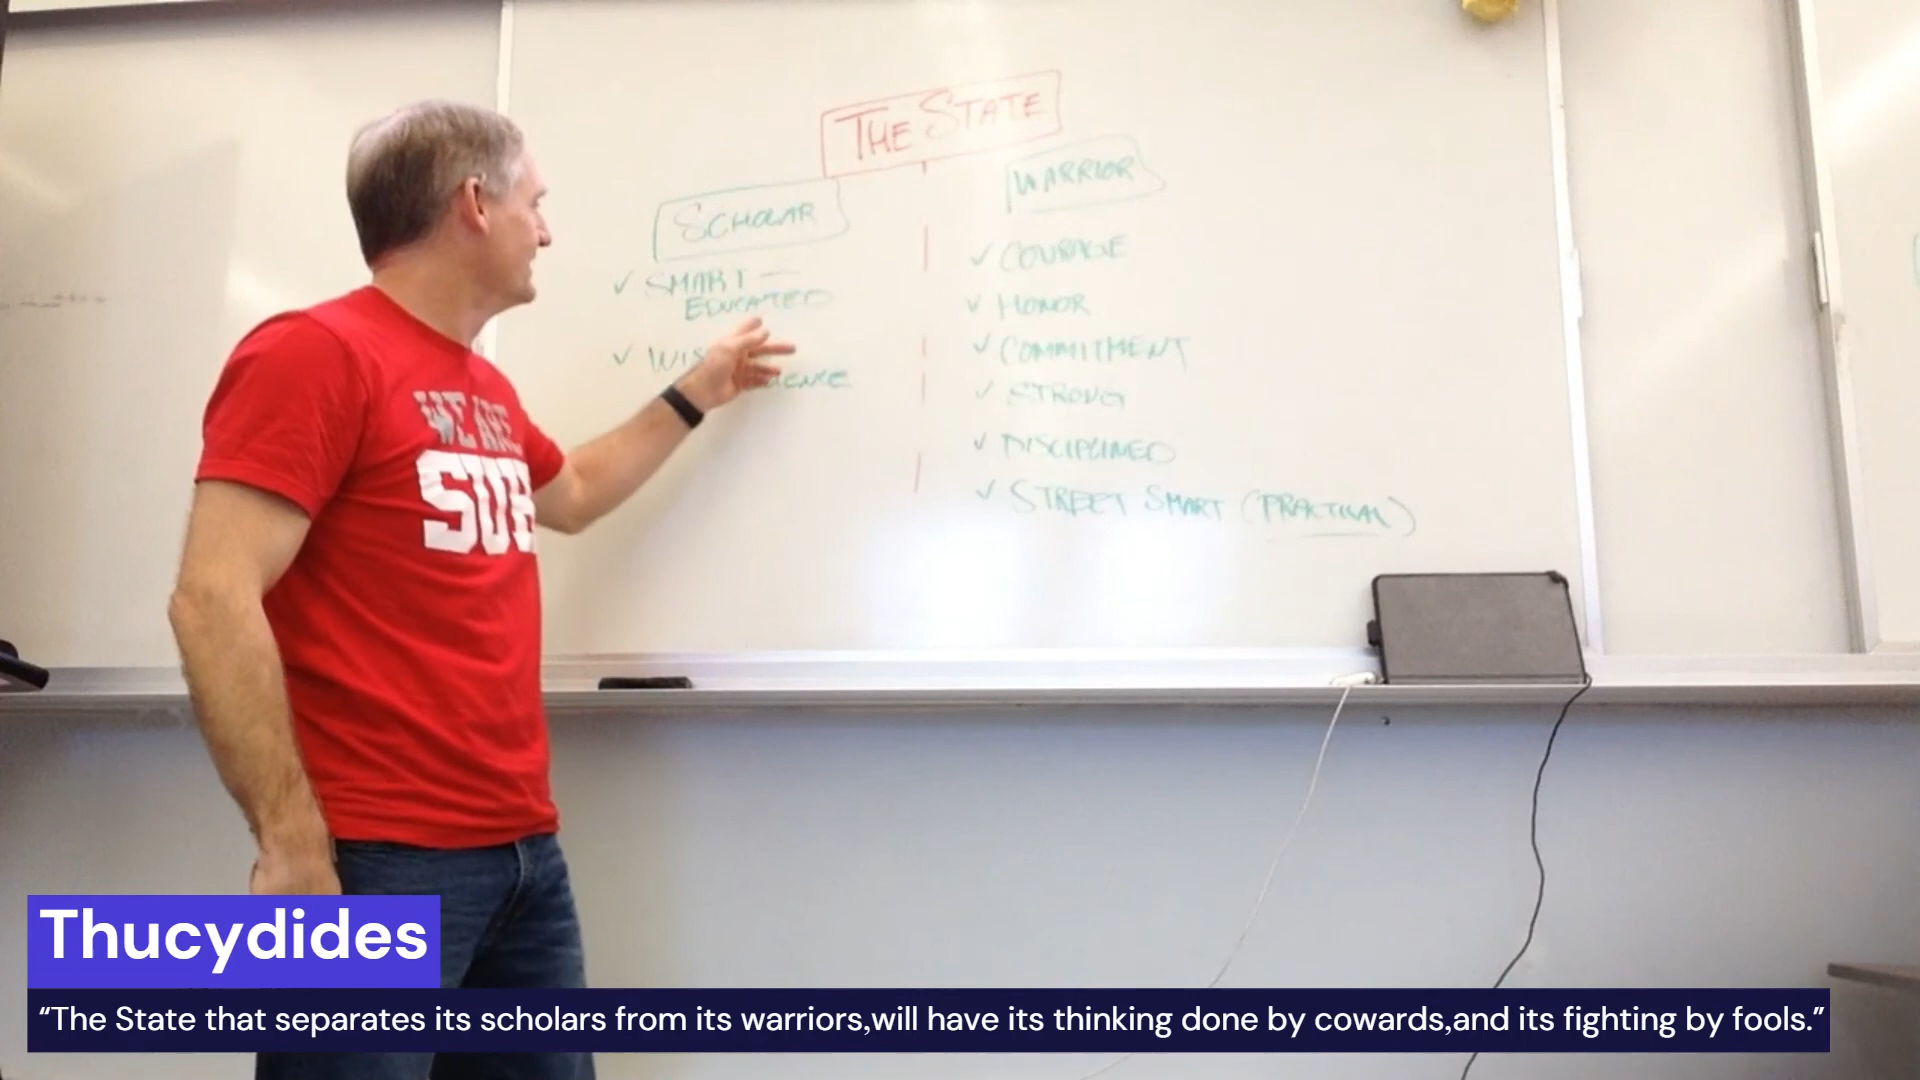 THE STATE
SCHOLAR
✓ SMART —
EDUCATED
✓
WARRIOR
✓ COURAGE
✓ HONOR
✓ COMMITMENT
✓ STRONG
✓ DISCIPLINED
✓ STREET SMART (PRACTICAL)
WE ARE
Thucydides
“The State that separates its scholars from its warriors,will have its thinking done by cowards,and its fighting by fools.”